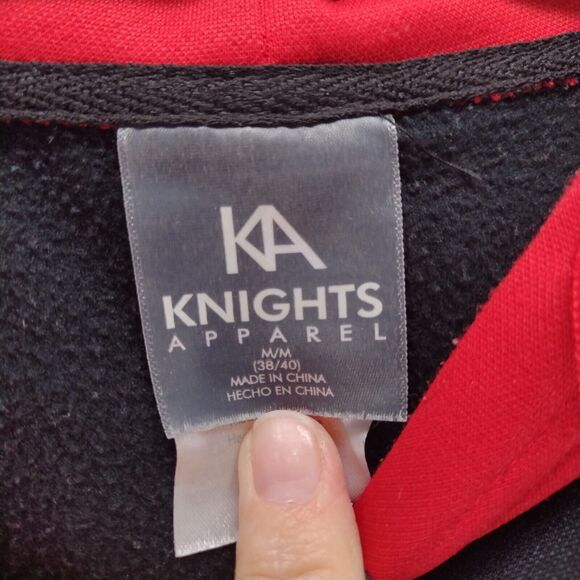 KA
KNIGHTS
APPAREL
M/M
(38/40)
MADE IN CHINA
HECHO EN CHINA